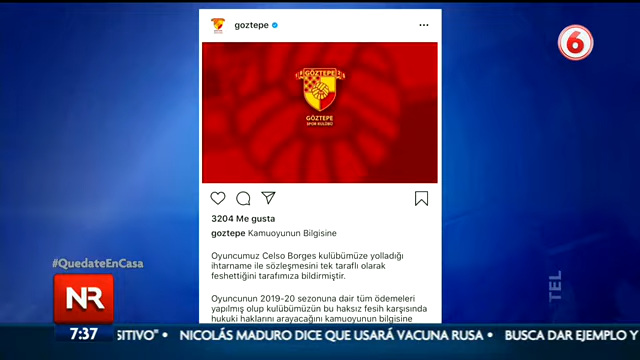 goztepe
6
GÖZTEPE
GÖZTEPE
SPOR KULÜBÜ
3204 Me gusta
goztepe Kamuoyunun Bilgisine
Oyuncumuz Celso Borges kulübümüze yolladığı
ihtarname ile sözleşmesini tek taraflı olarak
feshettiğini tarafımıza bildirmiştir.
Oyuncunun 2019-20 sezonuna dair tüm ödemeleri
yapılmış olup kulübümüzün bu haksız fesih karşısında
hukuki haklarını arayacağını kamuoyunun bilgisine
#QuedateEnCasa
NR
TEL
7:37
SITIVO" • NICOLÁS MADURO DICE QUE USARÁ VACUNA RUSA • BUSCA DAR EJEMPLO Y